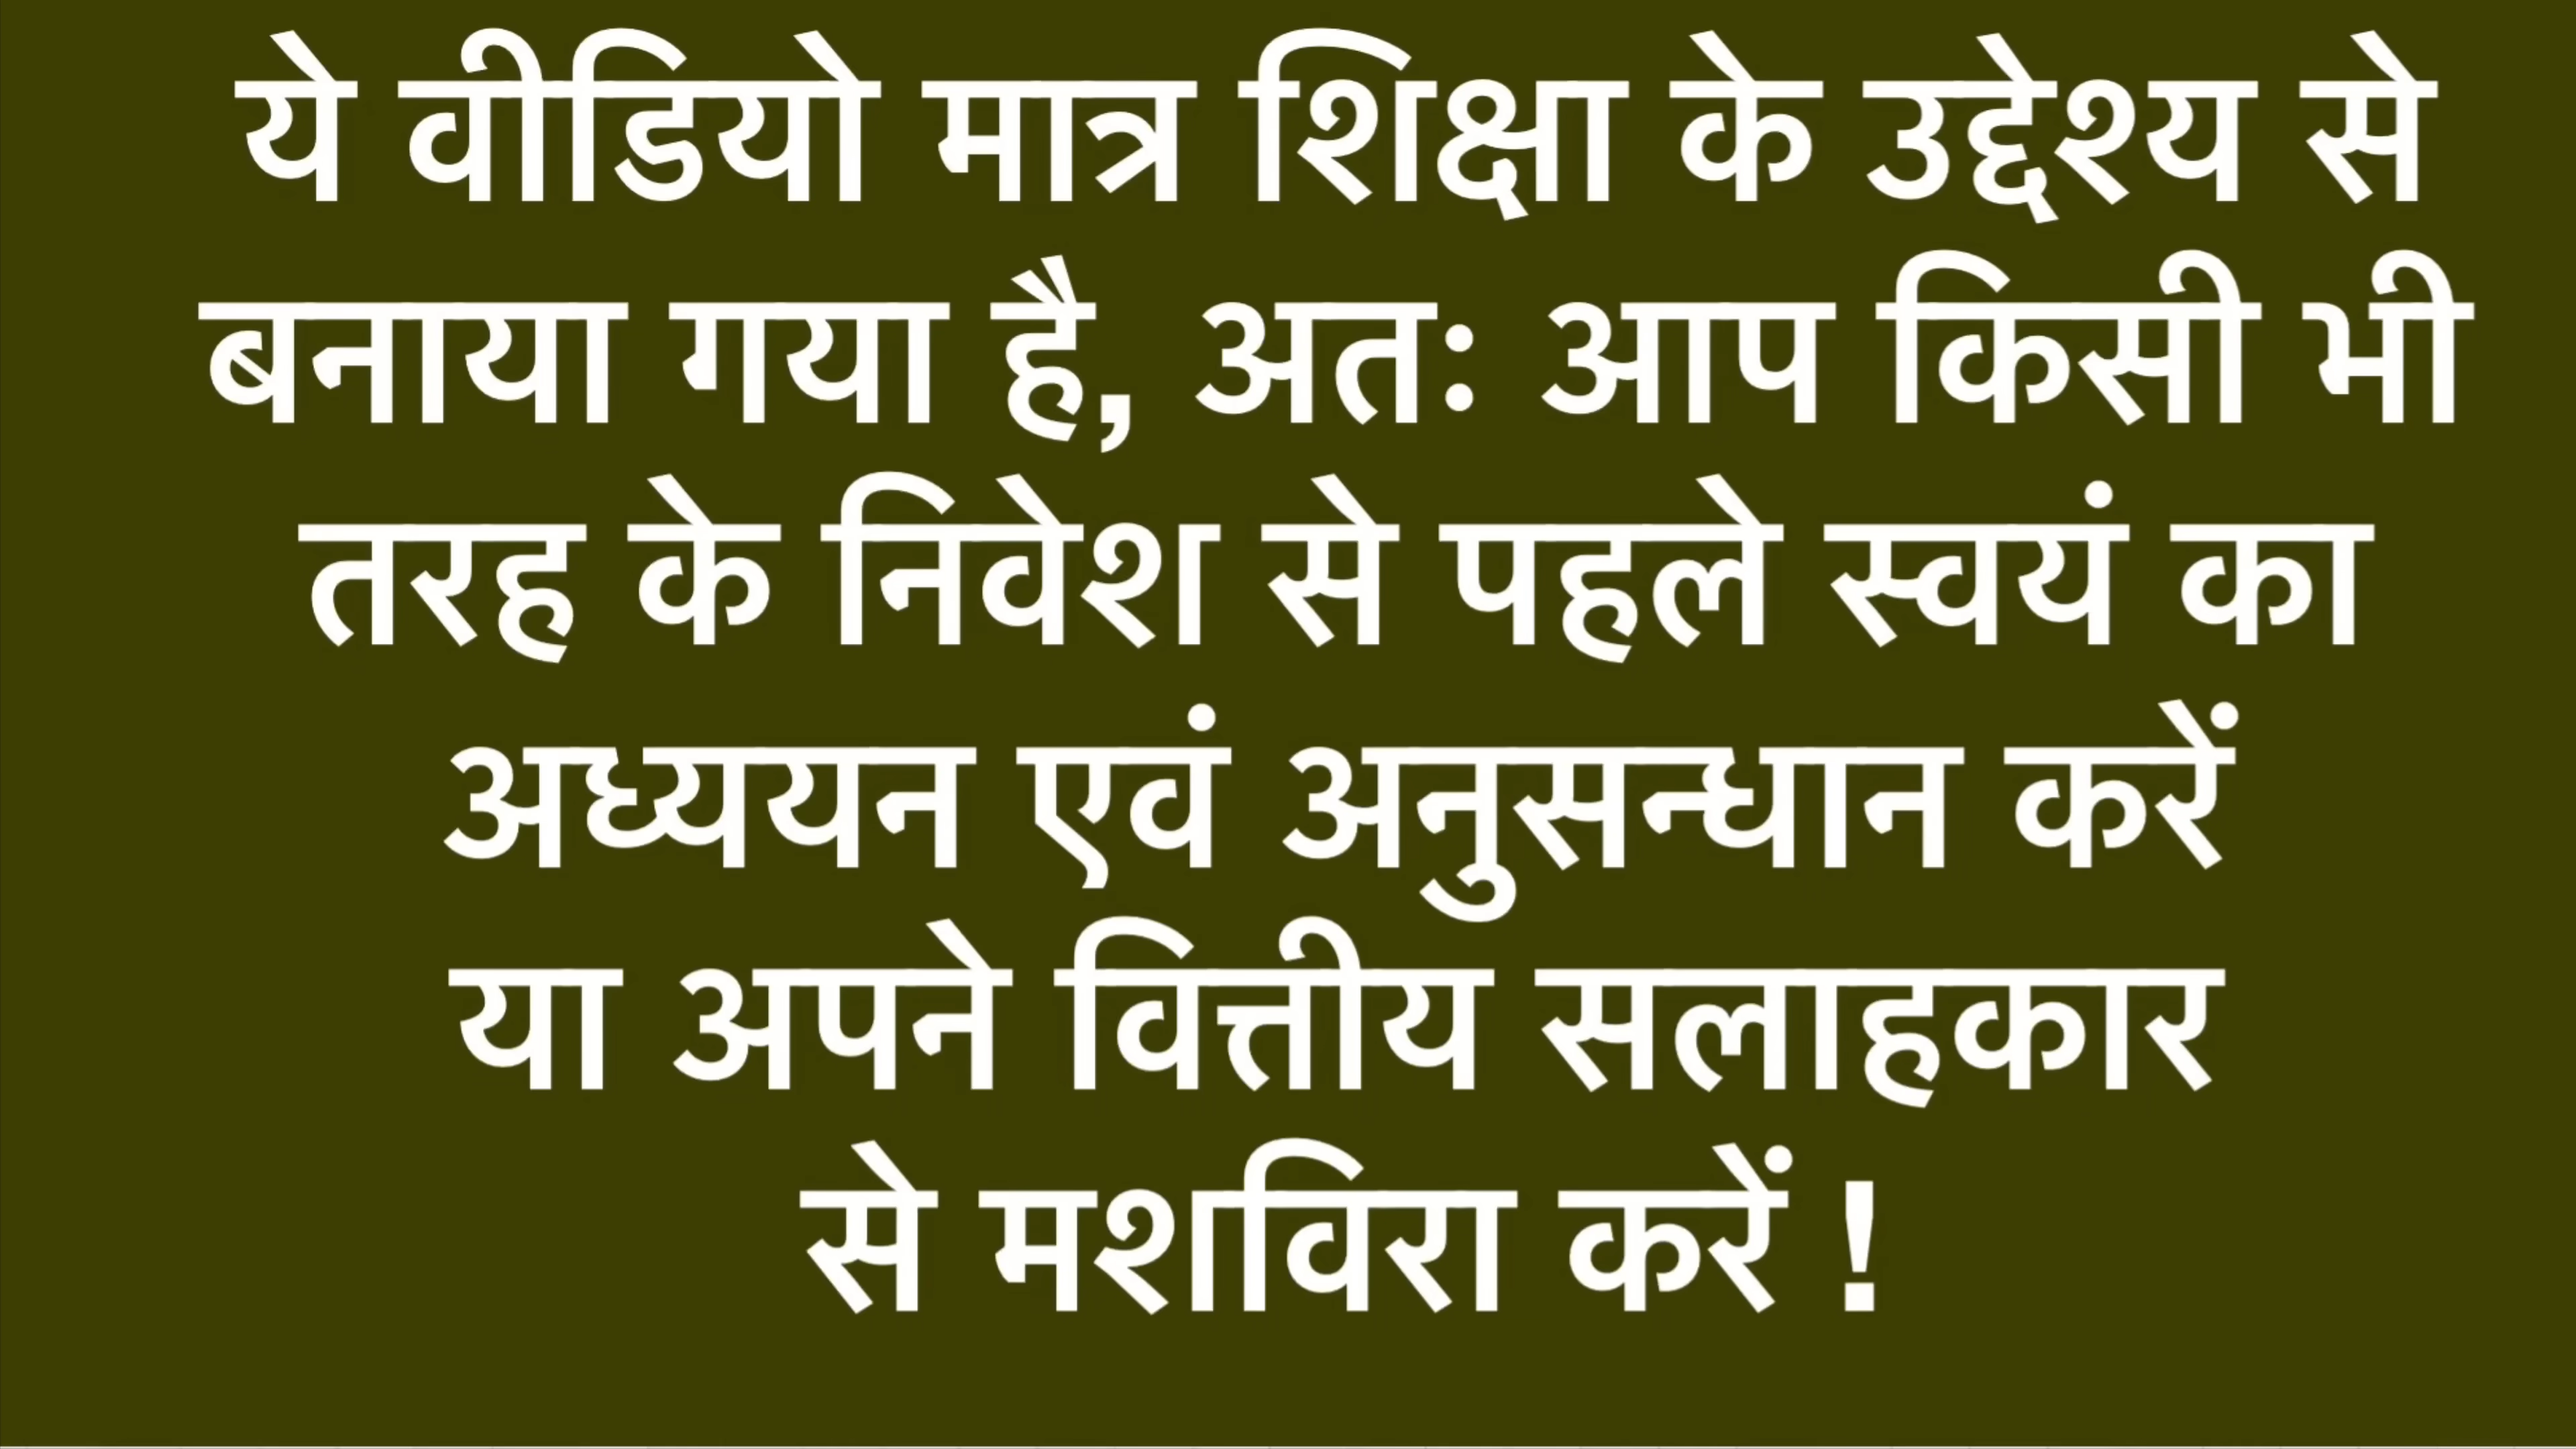 ये वीडियो मात्र शिक्षा के उद्देश्य से
बनाया गया है, अतः आप किसी भी
तरह के निवेश से पहले स्वयं का
अध्ययन एवं अनुसन्धान करें
या अपने वित्तीय सलाहकार
से मशविरा करें !